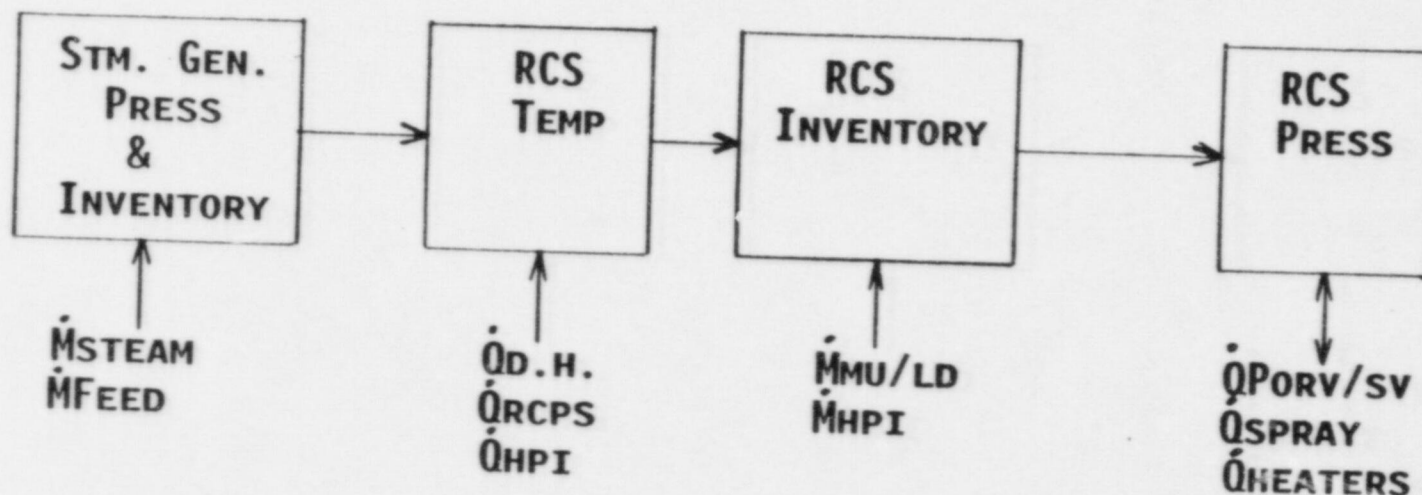 STM. GEN.
PRESS
&
INVENTORY
RCS
TEMP
RCS
INVENTORY
RCS
PRESS
ṀSTEAM
ṀFEED
Q̇D.H.
Q̇RCPS
Q̇HPI
ṀMU/LD
ṀHPI
Q̇PORV/SV
Q̇SPRAY
Q̇HEATERS